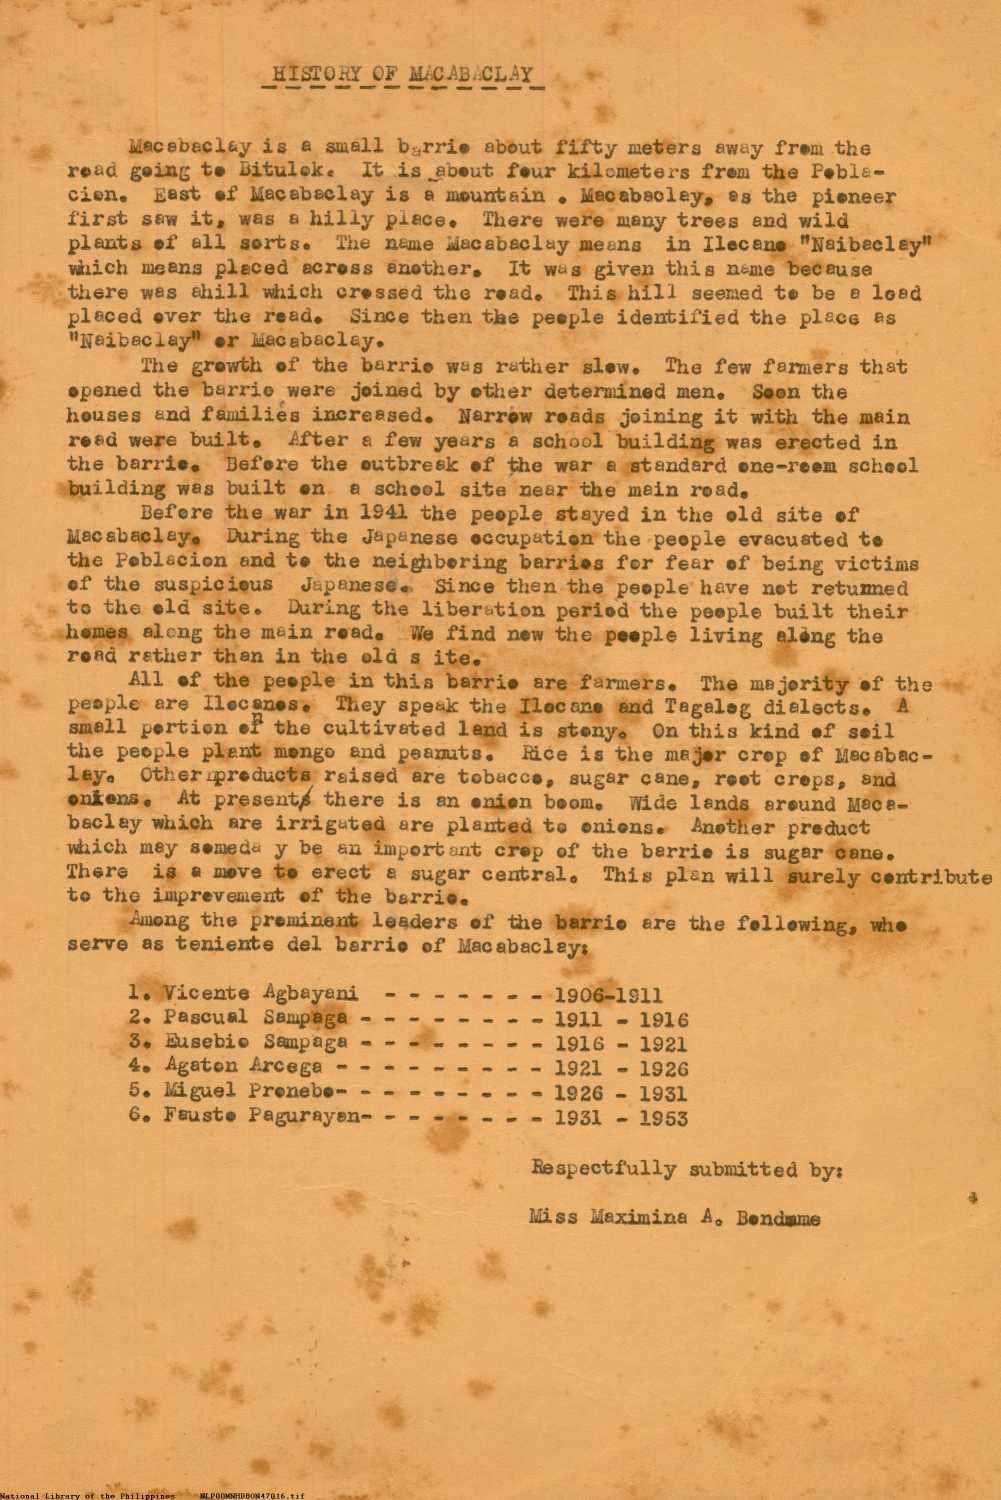 HISTORY OF MACABACLAY
Macabaclay is a small barrio about fifty meters away from the
road going to Bitulok. It is about four kilometers from the Pobla-
cion. East of Macabaclay is a mountain . Macabaclay, as the pioneer
first saw it, was a hilly place. There were many trees and wild
plants of all sorts. The name Macabaclay means in Ilocano "Naibaclay"
which means placed across another. It was given this name because
there was ahill which crossed the road. This hill seemed to be a load
placed over the road. Since then the people identified the place as
"Naibaclay" or Macabaclay.
The growth of the barrio was rather slow. The few farmers that
opened the barrio were joined by other determined men. Soon the
houses and families increased. Narrow roads joining it with the main
road were built. After a few years a school building was erected in
the barrio. Before the outbreak of the war a standard one-room school
building was built on a school site near the main road.
Before the war in 1941 the people stayed in the old site of
Macabaclay. During the Japanese occupation the people evacuated to
the Poblacion and to the neighboring barrios for fear of being victims
of the suspicious Japanese. Since then the people have not returned
to the old site. During the liberation period the people built their
homes along the main road. We find now the people living along the
road rather than in the old s ite.
All of the people in this barrio are farmers. The majority of the
people are Ilocanos. They speak the Ilocano and Tagalog dialects. A
small portion of the cultivated land is stony. On this kind of soil
the people plant mongo and peanuts. Rice is the major crop of Macabac-
lay. Other products raised are tobacco, sugar cane, root crops, and
onions. At present there is an onion boom. Wide lands around Maca-
baclay which are irrigated are planted to onions. Another product
which may someda y be an important crop of the barrio is sugar cane.
There is a move to erect a sugar central. This plan will surely contribute
to the improvement of the barrio.
Among the prominent leaders of the barrio are the following, who
serve as teniente del barrio of Macabaclay:
1. Vicente Agbayani - - - - - - - 1906-1911
2. Pascual Sampaga - - - - - - - - 1911 - 1916
3. Eusebio Sampaga - - - - - - - - 1916 - 1921
4. Agaton Arcega - - - - - - - - - 1921 - 1926
5. Miguel Pronebo- - - - - - - - - 1926 - 1931
6. Fausto Pagurayan- - - - - - - - 1931 - 1953
Respectfully submitted by:
Miss Maximina A. Bondame
National Library of the Philippines NLPOOMNHDBON47016.tif